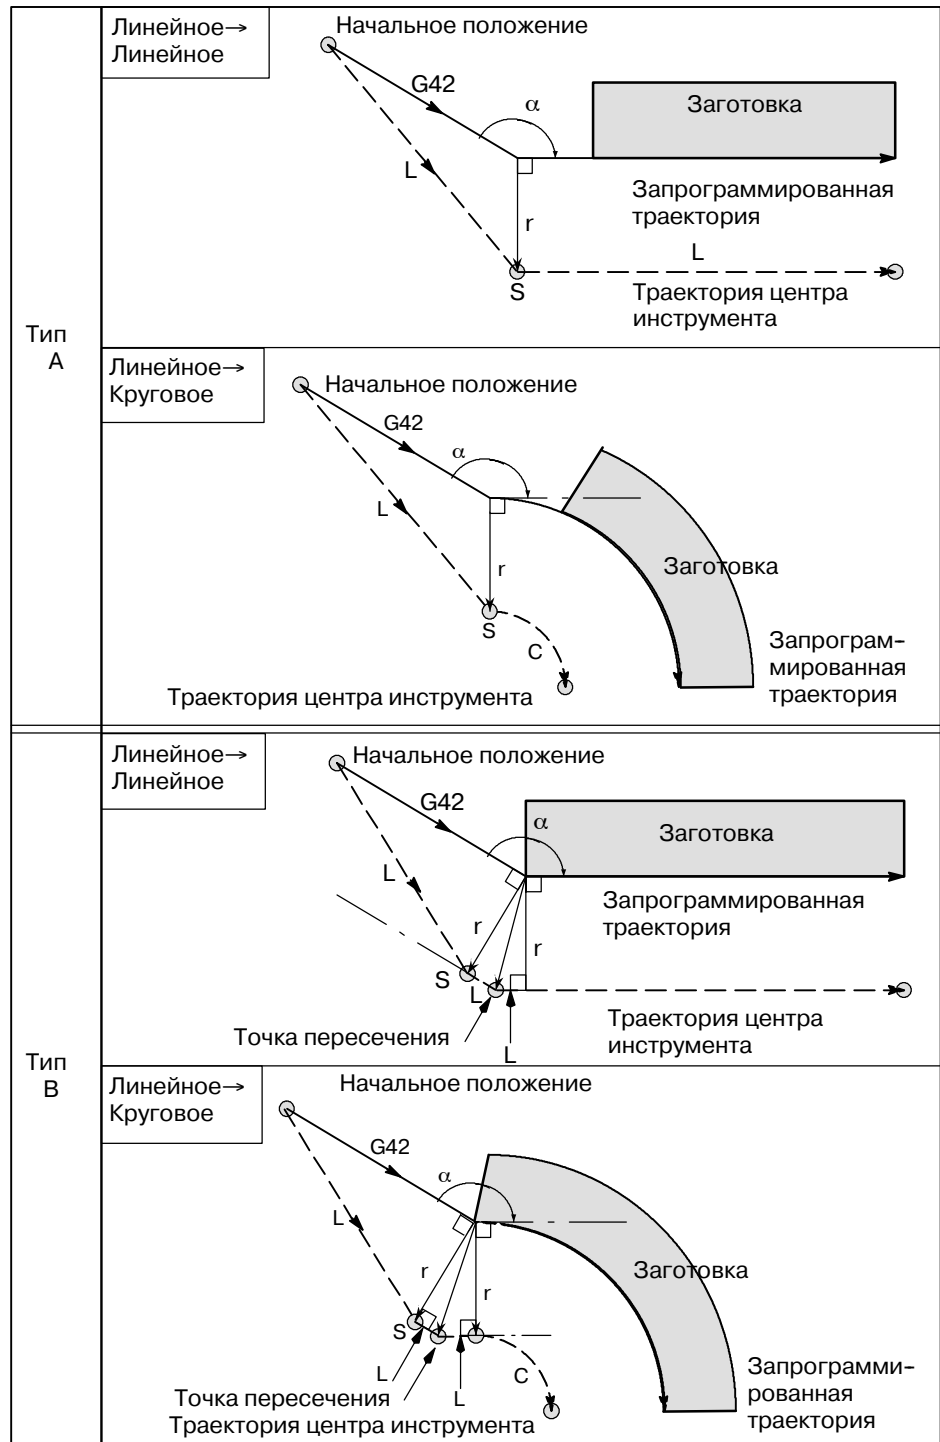 Тип
А
Линейное→
Линейное
Начальное положение
G42
α
Заготовка
L
r
Запрограммированная
траектория
L
S
Траектория центра
инструмента
Линейное→
Круговое
Начальное положение
G42
α
L
r
Заготовка
S
C
Запрограм-
мированная
траектория
Траектория центра инструмента
Тип
В
Линейное→
Линейное
Начальное положение
G42
α
Заготовка
L
Запрограммированная
траектория
r
r
S
L
Точка пересечения
L
Траектория центра
инструмента
Линейное→
Круговое
Начальное положение
G42
α
L
r
r
Заготовка
S
L
L
C
Точка пересечения
Траектория центра инструмента
Запрограмми-
рованная
траектория